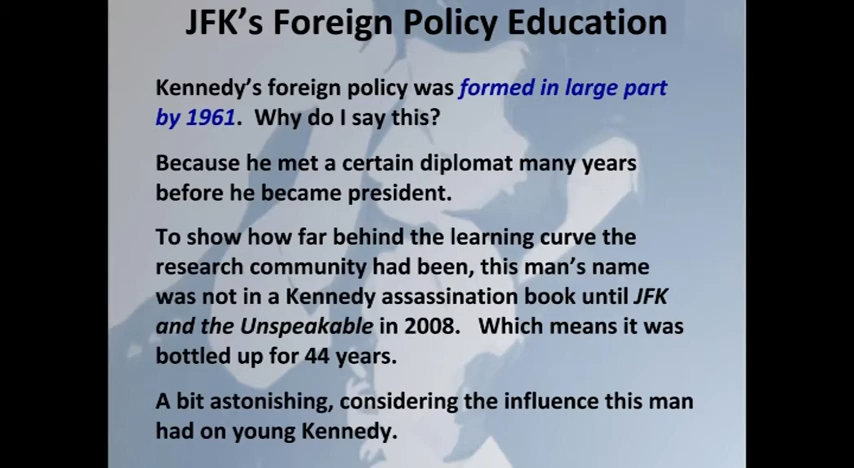 JFK’s Foreign Policy Education
Kennedy’s foreign policy was formed in large part
by 1961.  Why do I say this?
Because he met a certain diplomat many years
before he became president.
To show how far behind the learning curve the
research community had been, this man’s name
was not in a Kennedy assassination book until JFK
and the Unspeakable in 2008.   Which means it was
bottled up for 44 years.
A bit astonishing, considering the influence this man
had on young Kennedy.